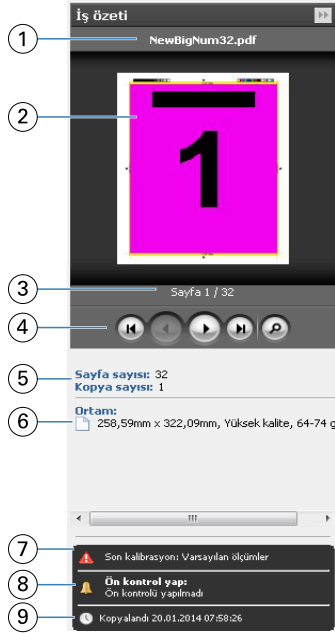 İş özeti
1
NewBigNum32.pdf
2
1
3
Sayfa 1 / 32
4
5
Sayfa sayısı: 32
Kopya sayısı: 1
Ortam:
6
258,59mm x 322,09mm, Yüksek kalite, 64-74 g
7
Son kalibrasyon: Varsayılan ölçümler
8
Ön kontrol yap:
Ön kontrolü yapılmadı
9
Kopyalandı 20.01.2014 07:58:26